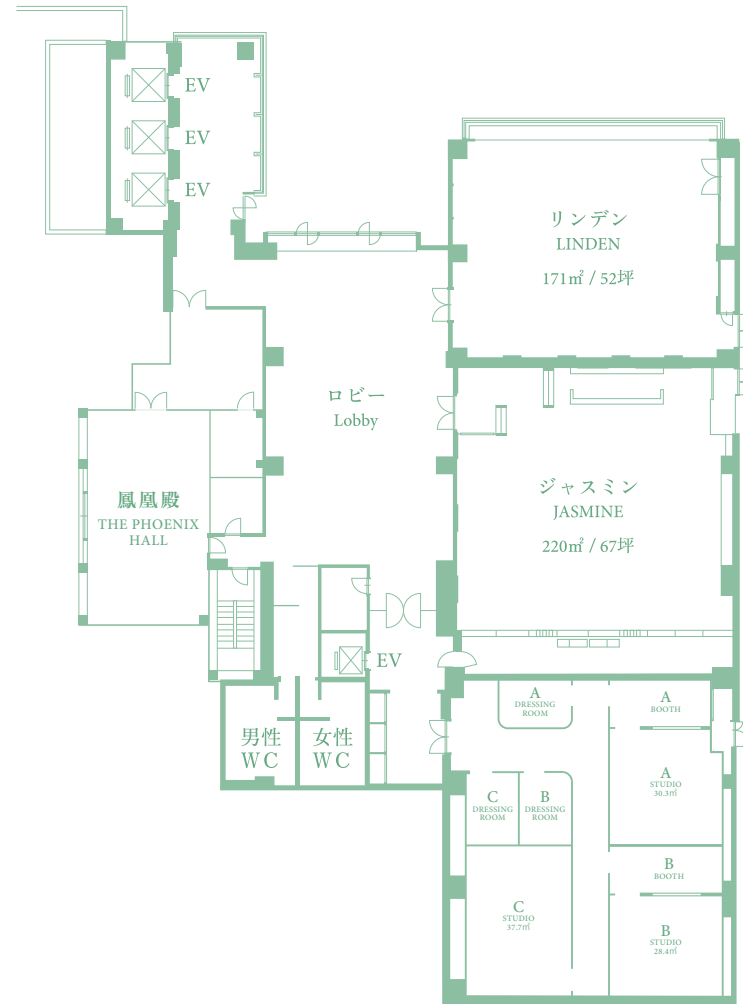 EV
EV
EV
リンデン
LINDEN
171㎡ / 52坪
ロビー
Lobby
鳳凰殿
THE PHOENIX
HALL
ジャスミン
JASMINE
220㎡ / 67坪
EV
男性
WC
女性
WC
A
DRESSING
ROOM
A
BOOTH
A
STUDIO
30.3㎡
C
DRESSING
ROOM
B
DRESSING
ROOM
B
BOOTH
C
STUDIO
37.7㎡
B
STUDIO
28.4㎡